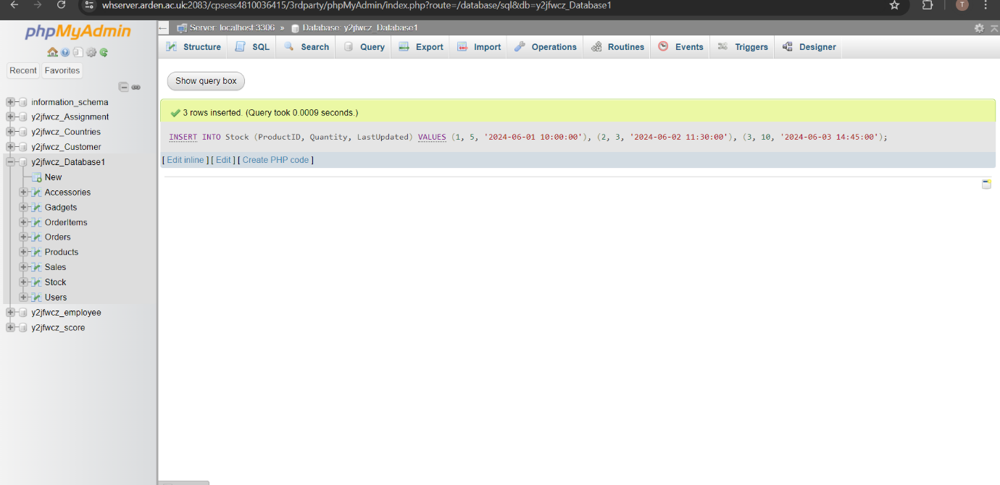 whserver.arden.ac.uk:2083/cpsess4810036415/3rdparty/phpMyAdmin/index.php?route=/database/sql&db=y2jfwcz_Database1
T
phpMyAdmin
Recent Favorites
information_schema
y2jfwcz_Assignment
y2jfwcz_Countries
y2jfwcz_Customer
y2jfwcz_Database1
New
Accessories
Gadgets
OrderItems
Orders
Products
Sales
Stock
Users
y2jfwcz_employee
y2jfwcz_score
Server: localhost:3306 » Database: y2jfwcz_Database1
Structure SQL Search Query Export Import Operations Routines Events Triggers Designer
Show query box
3 rows inserted. (Query took 0.0009 seconds.)
INSERT INTO Stock (ProductID, Quantity, LastUpdated) VALUES (1, 5, '2024-06-01 10:00:00'), (2, 3, '2024-06-02 11:30:00'), (3, 10, '2024-06-03 14:45:00');
[ Edit inline ] [ Edit ] [ Create PHP code ]